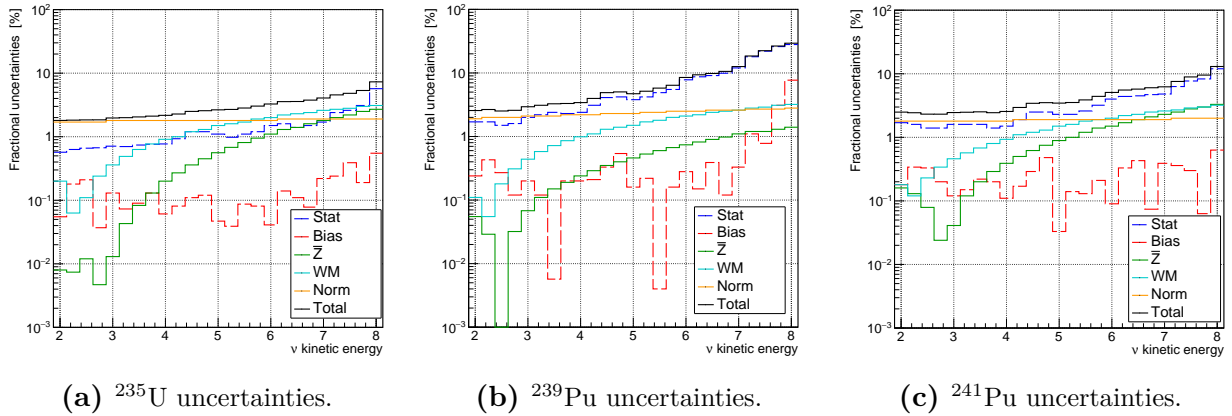 Fractional uncertainties [%]
10²
10
1
10⁻¹
10⁻²
10⁻³
2 3 4 5 6 7 8
ν kinetic energy
Stat
Bias
Z̅
WM
Norm
Total
(a) ²³⁵U uncertainties.
Fractional uncertainties [%]
10²
10
1
10⁻¹
10⁻²
10⁻³
2 3 4 5 6 7 8
ν kinetic energy
Stat
Bias
Z̅
WM
Norm
Total
(b) ²³⁹Pu uncertainties.
Fractional uncertainties [%]
10²
10
1
10⁻¹
10⁻²
10⁻³
2 3 4 5 6 7 8
ν kinetic energy
Stat
Bias
Z̅
WM
Norm
Total
(c) ²⁴¹Pu uncertainties.